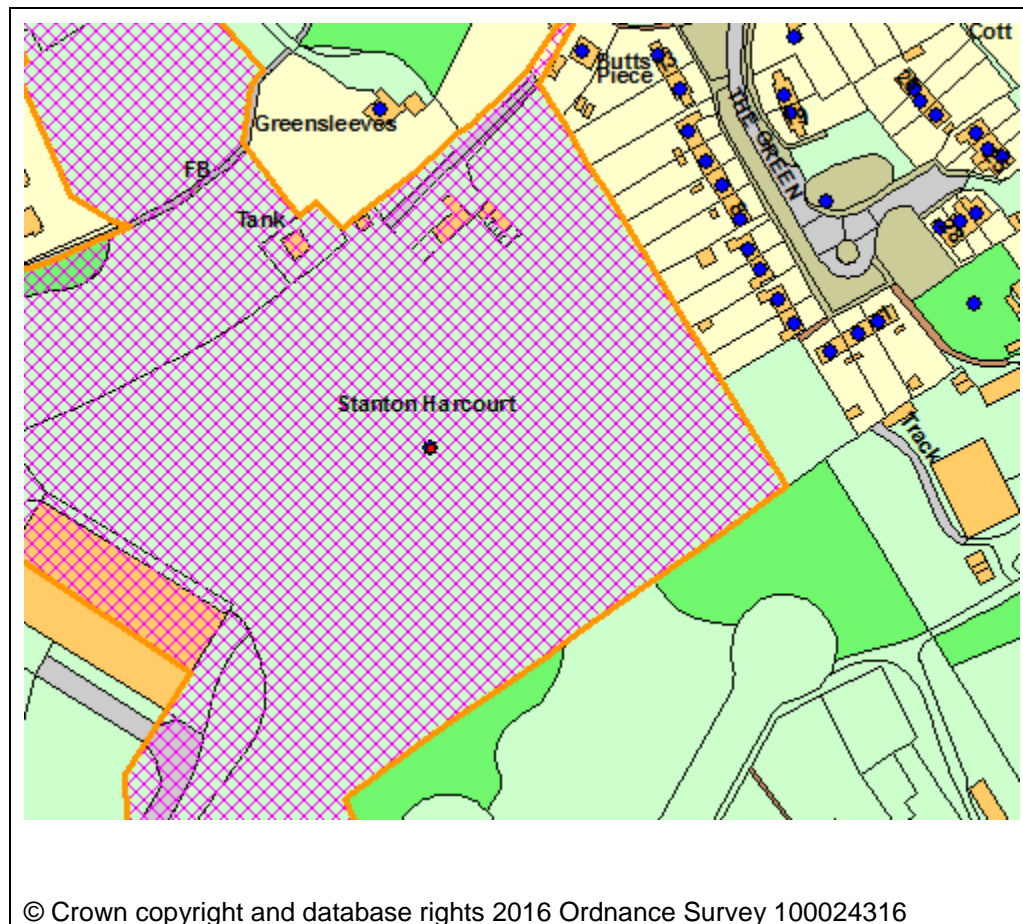 Cott
Butts
Piece
Greensleeves
THE GREEN
FB
Tank
Stanton Harcourt
Track
© Crown copyright and database rights 2016 Ordnance Survey 100024316